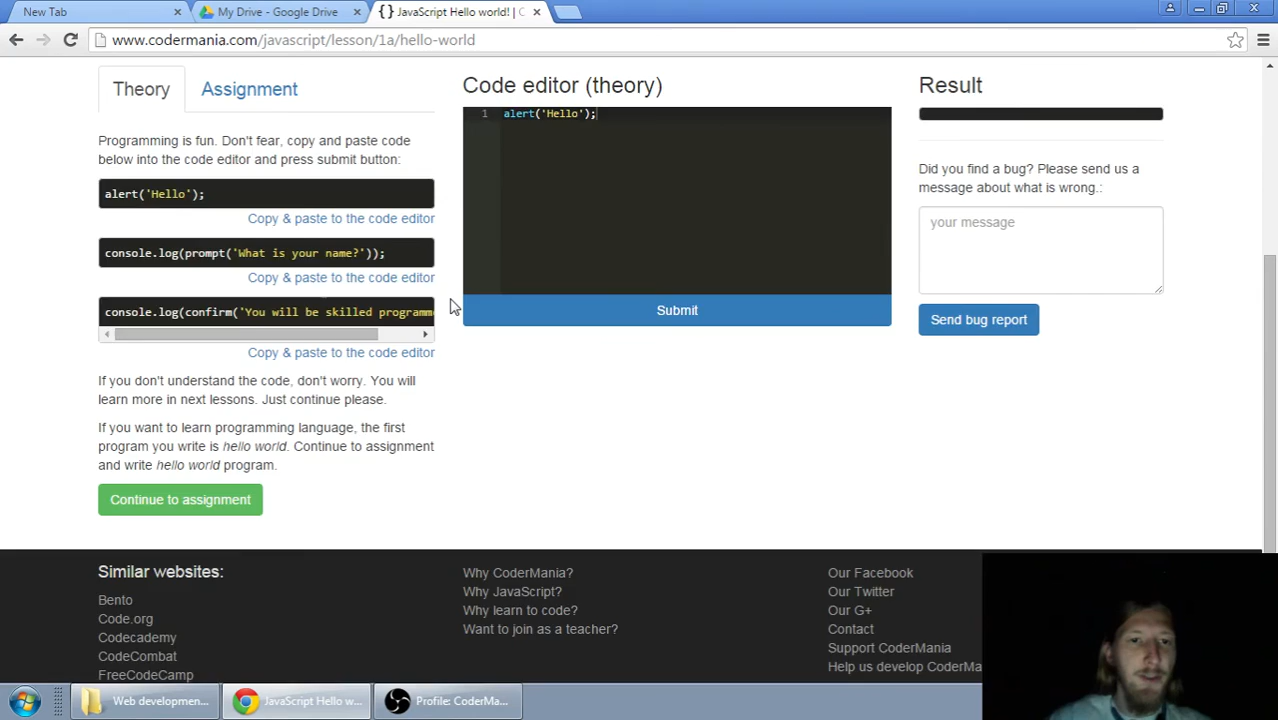 New Tab
My Drive - Google Drive
{ } JavaScript Hello world! | C
www.codermania.com/javascript/lesson/1a/hello-world
Theory
Assignment
Programming is fun. Don't fear, copy and paste code
below into the code editor and press submit button:
alert('Hello');
Copy & paste to the code editor
console.log(prompt('What is your name?'));
Copy & paste to the code editor
console.log(confirm('You will be skilled programme
Copy & paste to the code editor
If you don't understand the code, don't worry. You will
learn more in next lessons. Just continue please.
If you want to learn programming language, the first
program you write is hello world. Continue to assignment
and write hello world program.
Continue to assignment
Code editor (theory)
1 alert('Hello');
Submit
Result
Did you find a bug? Please send us a
message about what is wrong.:
your message
Send bug report
Similar websites:
Bento
Code.org
Codecademy
CodeCombat
FreeCodeCamp
Why CoderMania?
Why JavaScript?
Why learn to code?
Want to join as a teacher?
Our Facebook
Our Twitter
Our G+
Contact
Support CoderMania
Help us develop CoderMa
Web developmen...
JavaScript Hello w...
Profile: CoderMa...